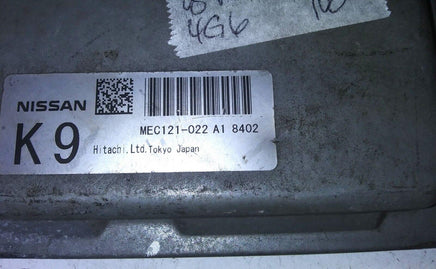 4G6
NISSAN
K9
MEC121-022 A1 8402
Hitachi,Ltd.Tokyo Japan